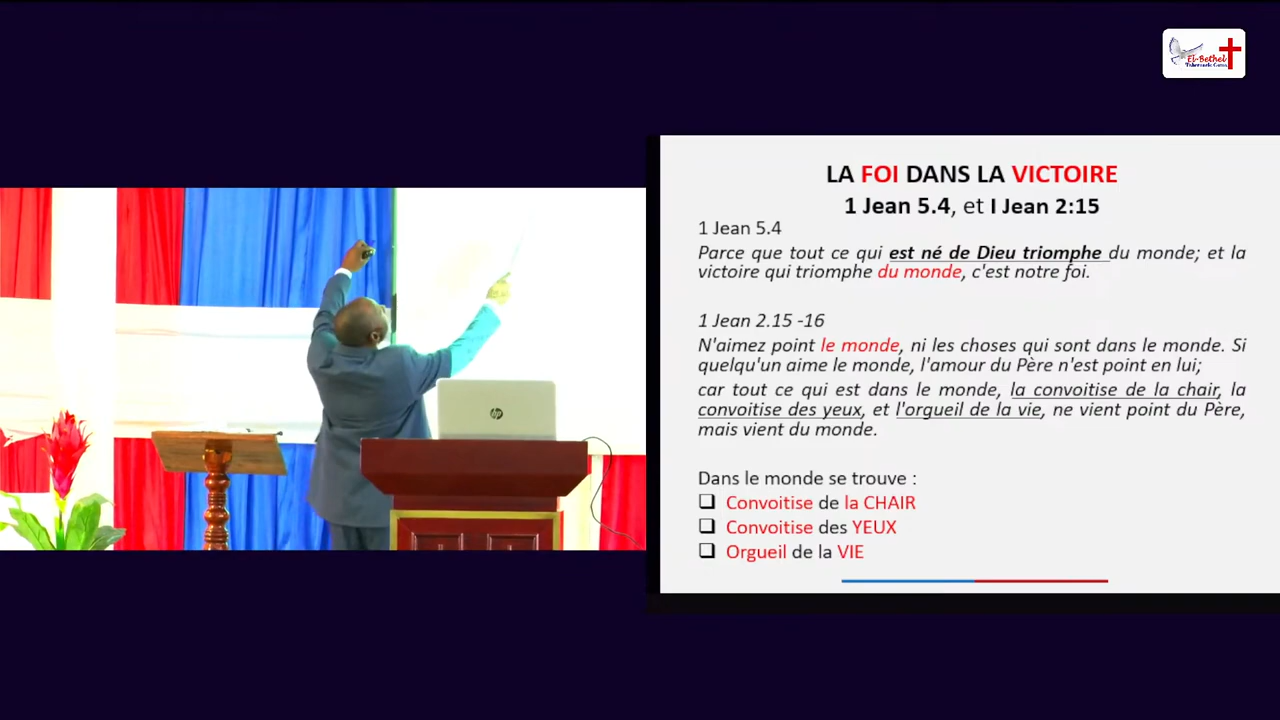 El-Bethel
LA FOI DANS LA VICTOIRE
1 Jean 5.4, et I Jean 2:15
1 Jean 5.4
Parce que tout ce qui est né de Dieu triomphe du monde; et la
victoire qui triomphe du monde, c'est notre foi.
1 Jean 2.15 -16
N'aimez point le monde, ni les choses qui sont dans le monde. Si
quelqu'un aime le monde, l'amour du Père n'est point en lui;
car tout ce qui est dans le monde, la convoitise de la chair, la
convoitise des yeux, et l'orgueil de la vie, ne vient point du Père,
mais vient du monde.
Dans le monde se trouve :
Convoitise de la CHAIR
Convoitise des YEUX
Orgueil de la VIE
hp